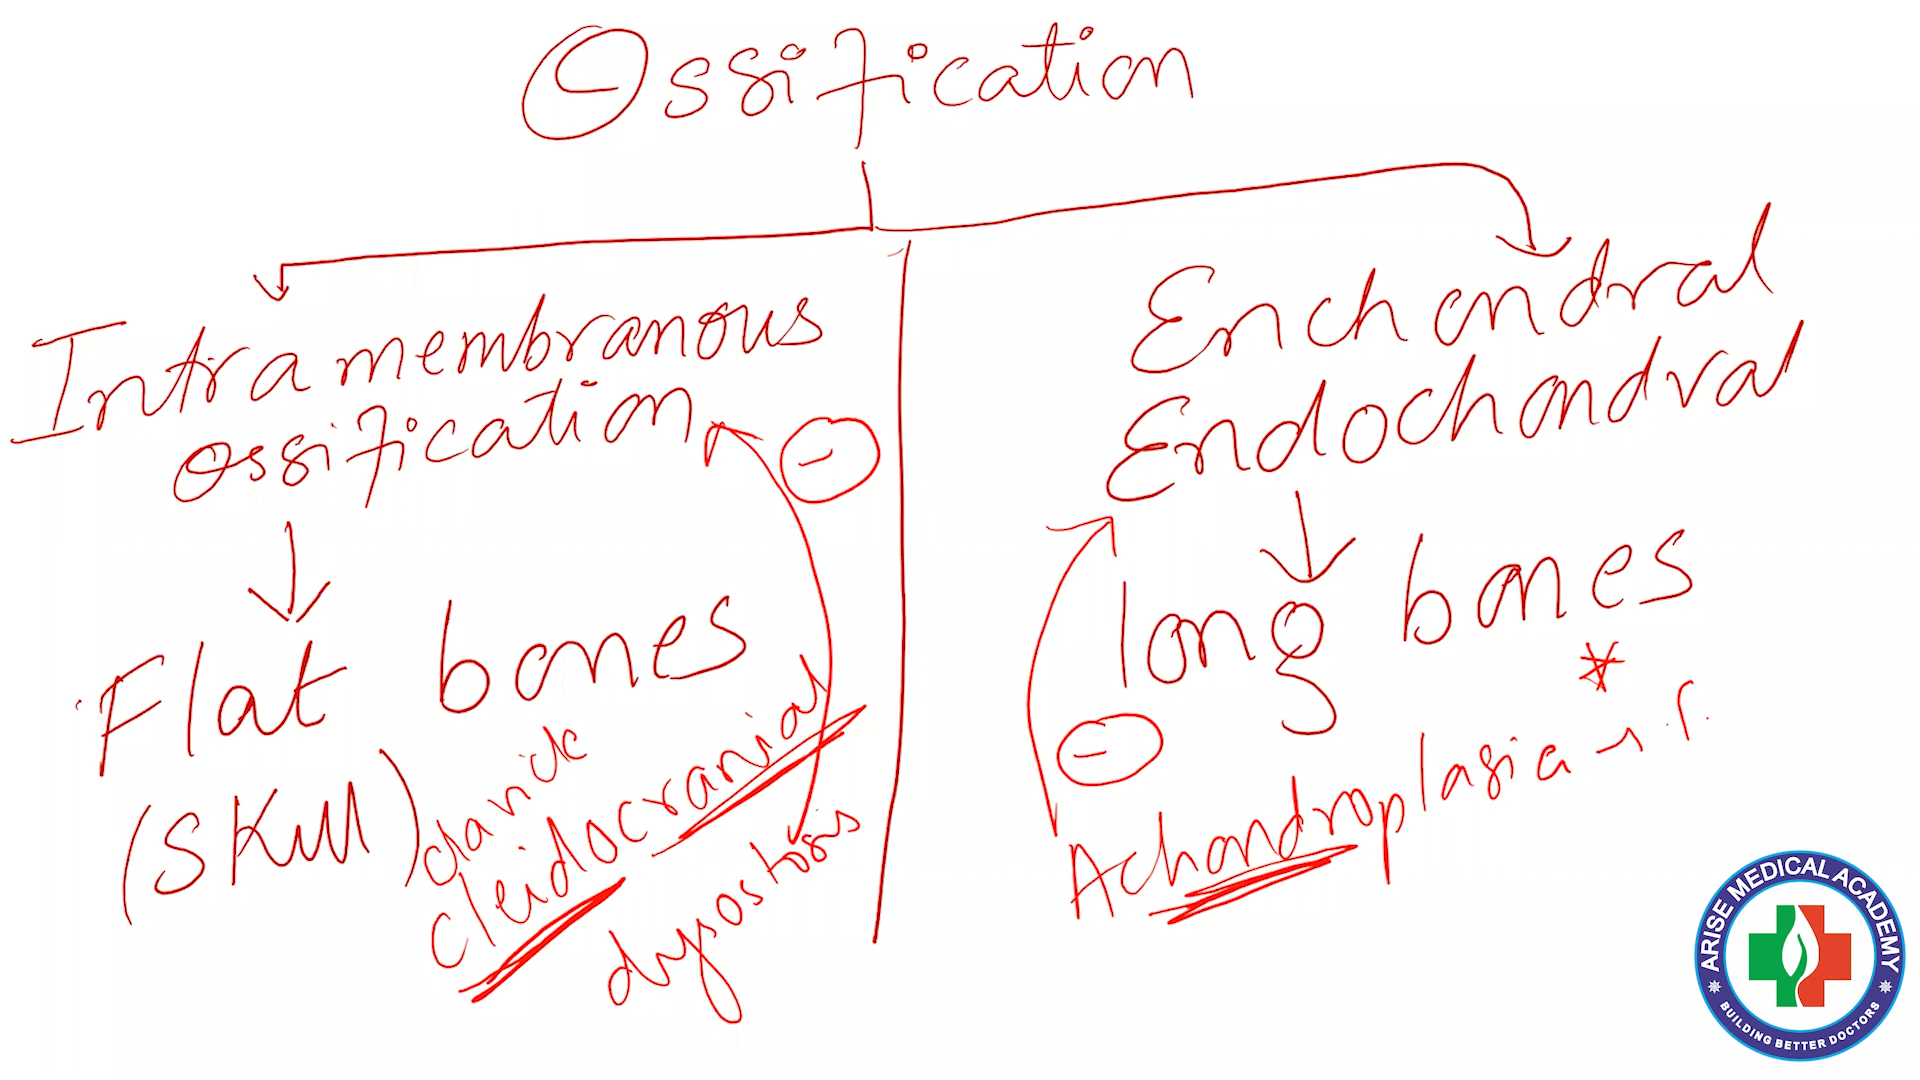 Ossification
Intramembranous
ossification
Flat bones
(SKull)
clavicle
cleidocranial
dysostosis
Enchondral
Endochondral
long bones
Achondroplasia
ARISE MEDICAL ACADEMY
BUILDING BETTER DOCTORS